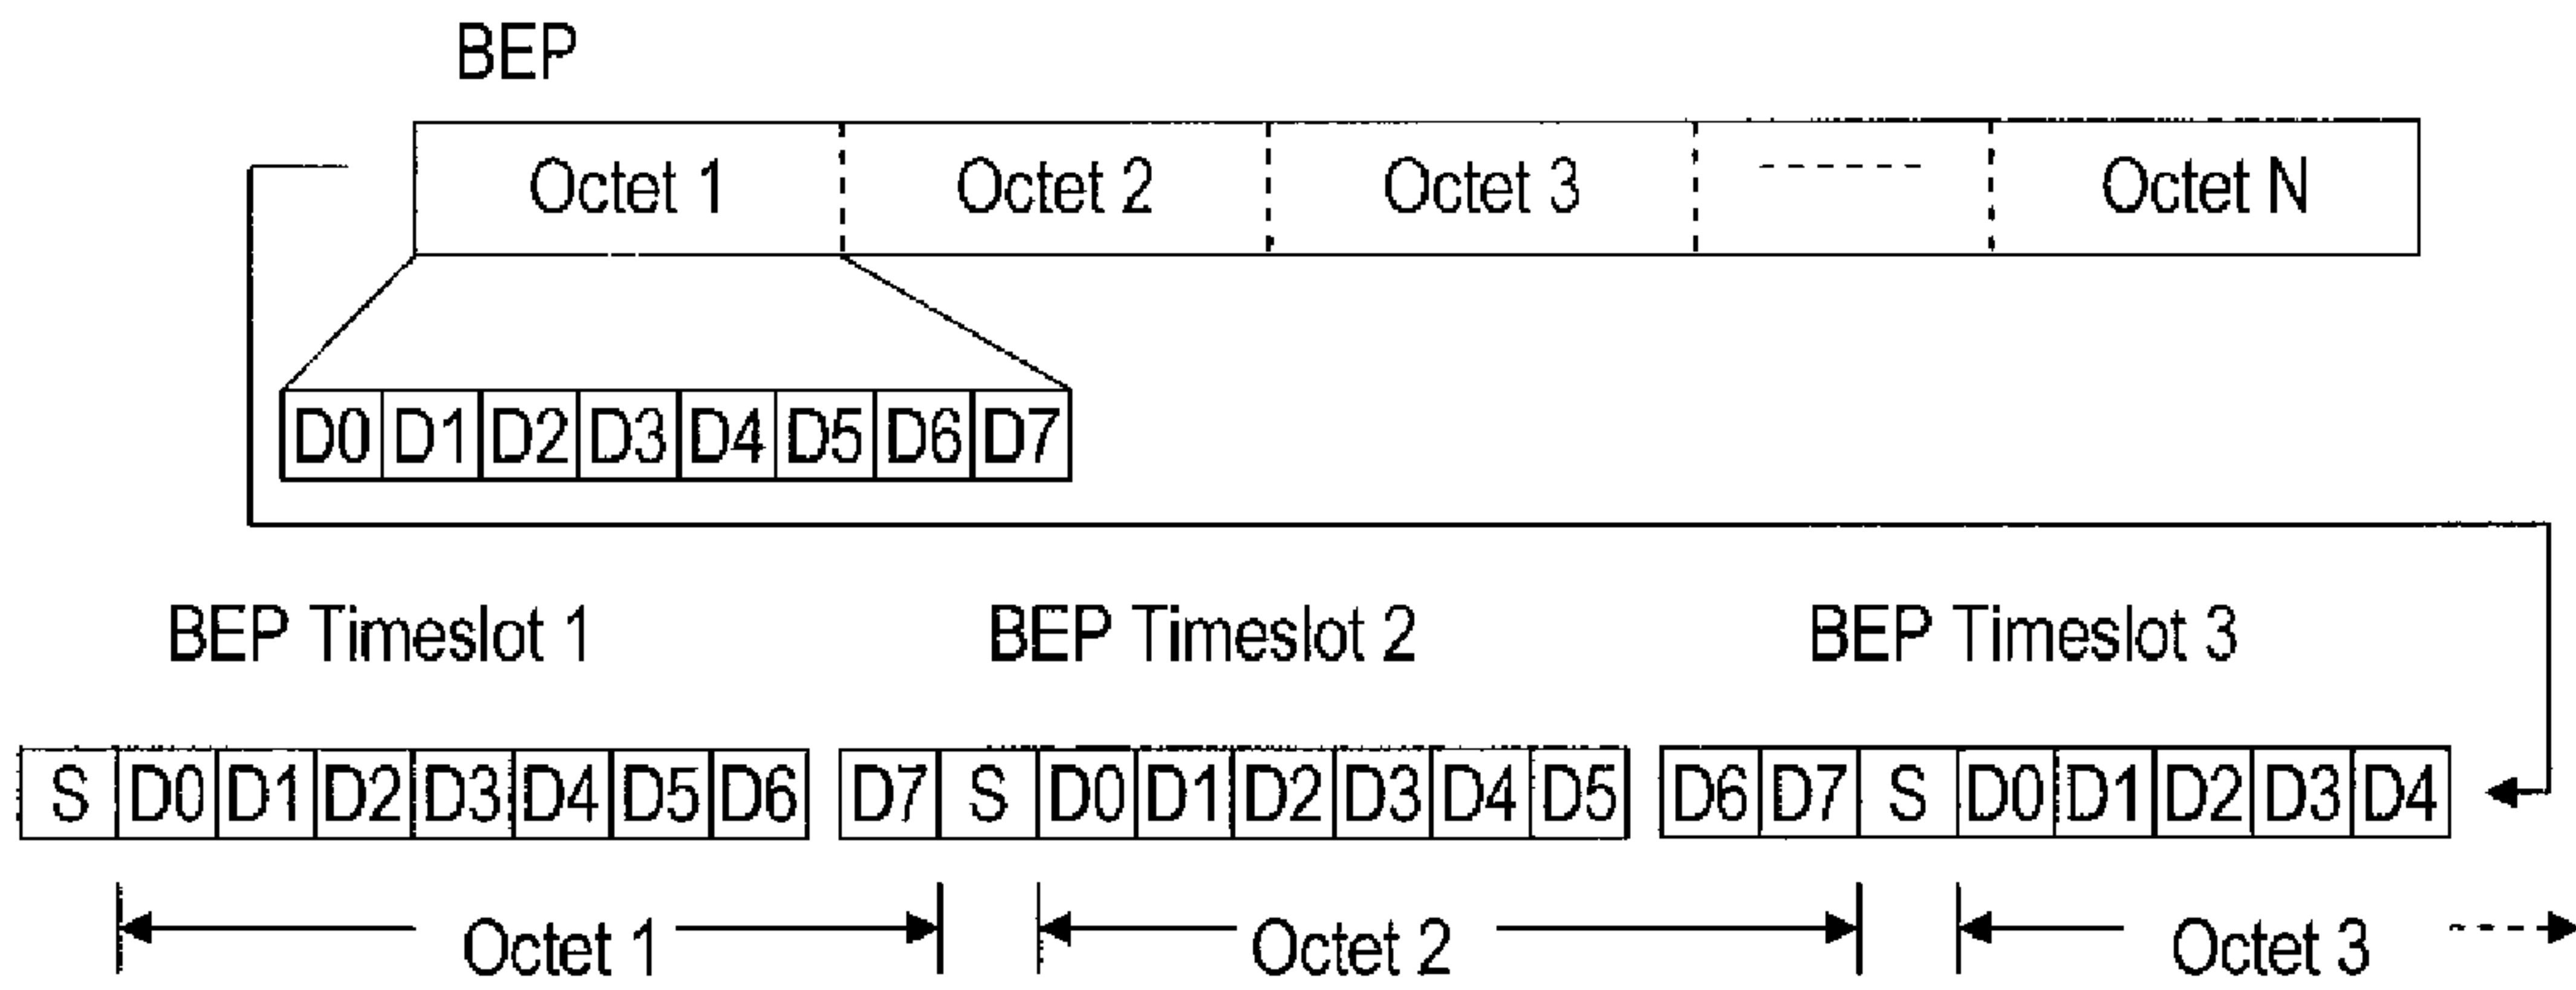 BEP
Octet 1 Octet 2 Octet 3 Octet N
D0 D1 D2 D3 D4 D5 D6 D7
BEP Timeslot 1 BEP Timeslot 2 BEP Timeslot 3
S D0 D1 D2 D3 D4 D5 D6 D7 S D0 D1 D2 D3 D4 D5 D6 D7 S D0 D1 D2 D3 D4
Octet 1 Octet 2 Octet 3